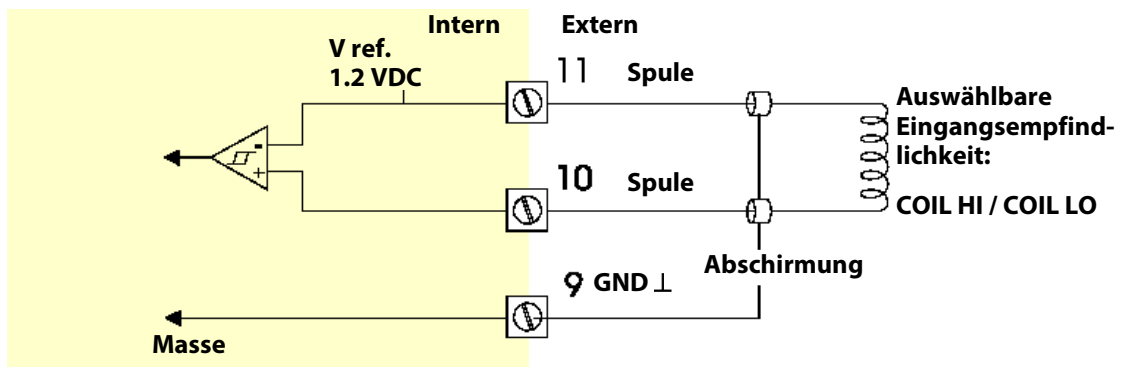 Intern Extern
V ref.
1.2 VDC
11 Spule
Auswählbare
Eingangsempfind-
lichkeit:
COIL HI / COIL LO
-
+
10 Spule
Abschirmung
9 GND ⊥
Masse